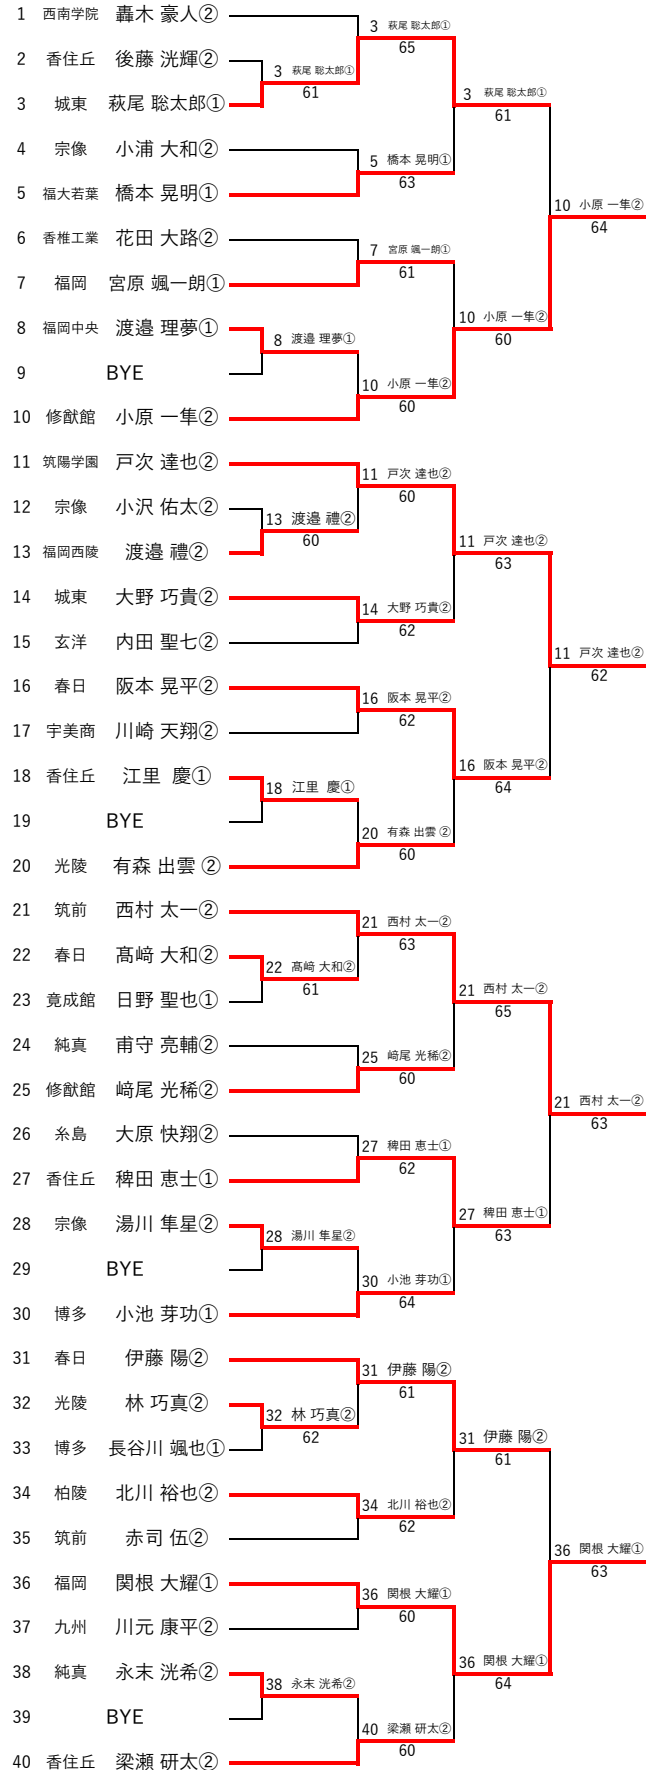 1 西南学院 轟木 豪人②
3 萩尾 聡太郎①
65
2 香住丘 後藤 洸輝②
3 萩尾 聡太郎①
61
3 城東 萩尾 聡太郎①
3 萩尾 聡太郎①
61
4 宗像 小浦 大和②
5 橋本 晃明①
63
5 福大若葉 橋本 晃明①
10 小原 一隼②
64
6 香椎工業 花田 大路②
7 宮原 颯一朗①
61
7 福岡 宮原 颯一朗①
10 小原 一隼②
60
8 福岡中央 渡邉 理夢①
8 渡邉 理夢①
9 BYE
10 小原 一隼②
60
10 修猷館 小原 一隼②
11 筑陽学園 戸次 達也②
11 戸次 達也②
60
12 宗像 小沢 佑太②
13 渡邉 禮②
60
13 福岡西陵 渡邉 禮②
11 戸次 達也②
63
14 城東 大野 巧貴②
14 大野 巧貴②
62
15 玄洋 内田 聖七②
11 戸次 達也②
62
16 春日 阪本 晃平②
16 阪本 晃平②
62
17 宇美商 川崎 天翔②
16 阪本 晃平②
64
18 香住丘 江里 慶①
18 江里 慶①
19 BYE
20 有森 出雲 ②
60
20 光陵 有森 出雲 ②
21 筑前 西村 太一②
21 西村 太一②
63
22 春日 髙﨑 大和②
22 髙﨑 大和②
61
23 竟成館 日野 聖也①
21 西村 太一②
65
24 純真 甫守 亮輔②
25 﨑尾 光稀②
60
25 修猷館 﨑尾 光稀②
21 西村 太一②
63
26 糸島 大原 快翔②
27 稗田 恵士①
62
27 香住丘 稗田 恵士①
27 稗田 恵士①
63
28 宗像 湯川 隼星②
28 湯川 隼星②
29 BYE
30 小池 芽功①
64
30 博多 小池 芽功①
31 春日 伊藤 陽②
31 伊藤 陽②
61
32 光陵 林 巧真②
32 林 巧真②
62
33 博多 長谷川 颯也①
31 伊藤 陽②
61
34 柏陵 北川 裕也②
34 北川 裕也②
62
35 筑前 赤司 伍②
36 関根 大耀①
63
36 福岡 関根 大耀①
36 関根 大耀①
60
37 九州 川元 康平②
36 関根 大耀①
64
38 純真 永末 洸希②
38 永末 洸希②
39 BYE
40 梁瀬 研太②
60
40 香住丘 梁瀬 研太②